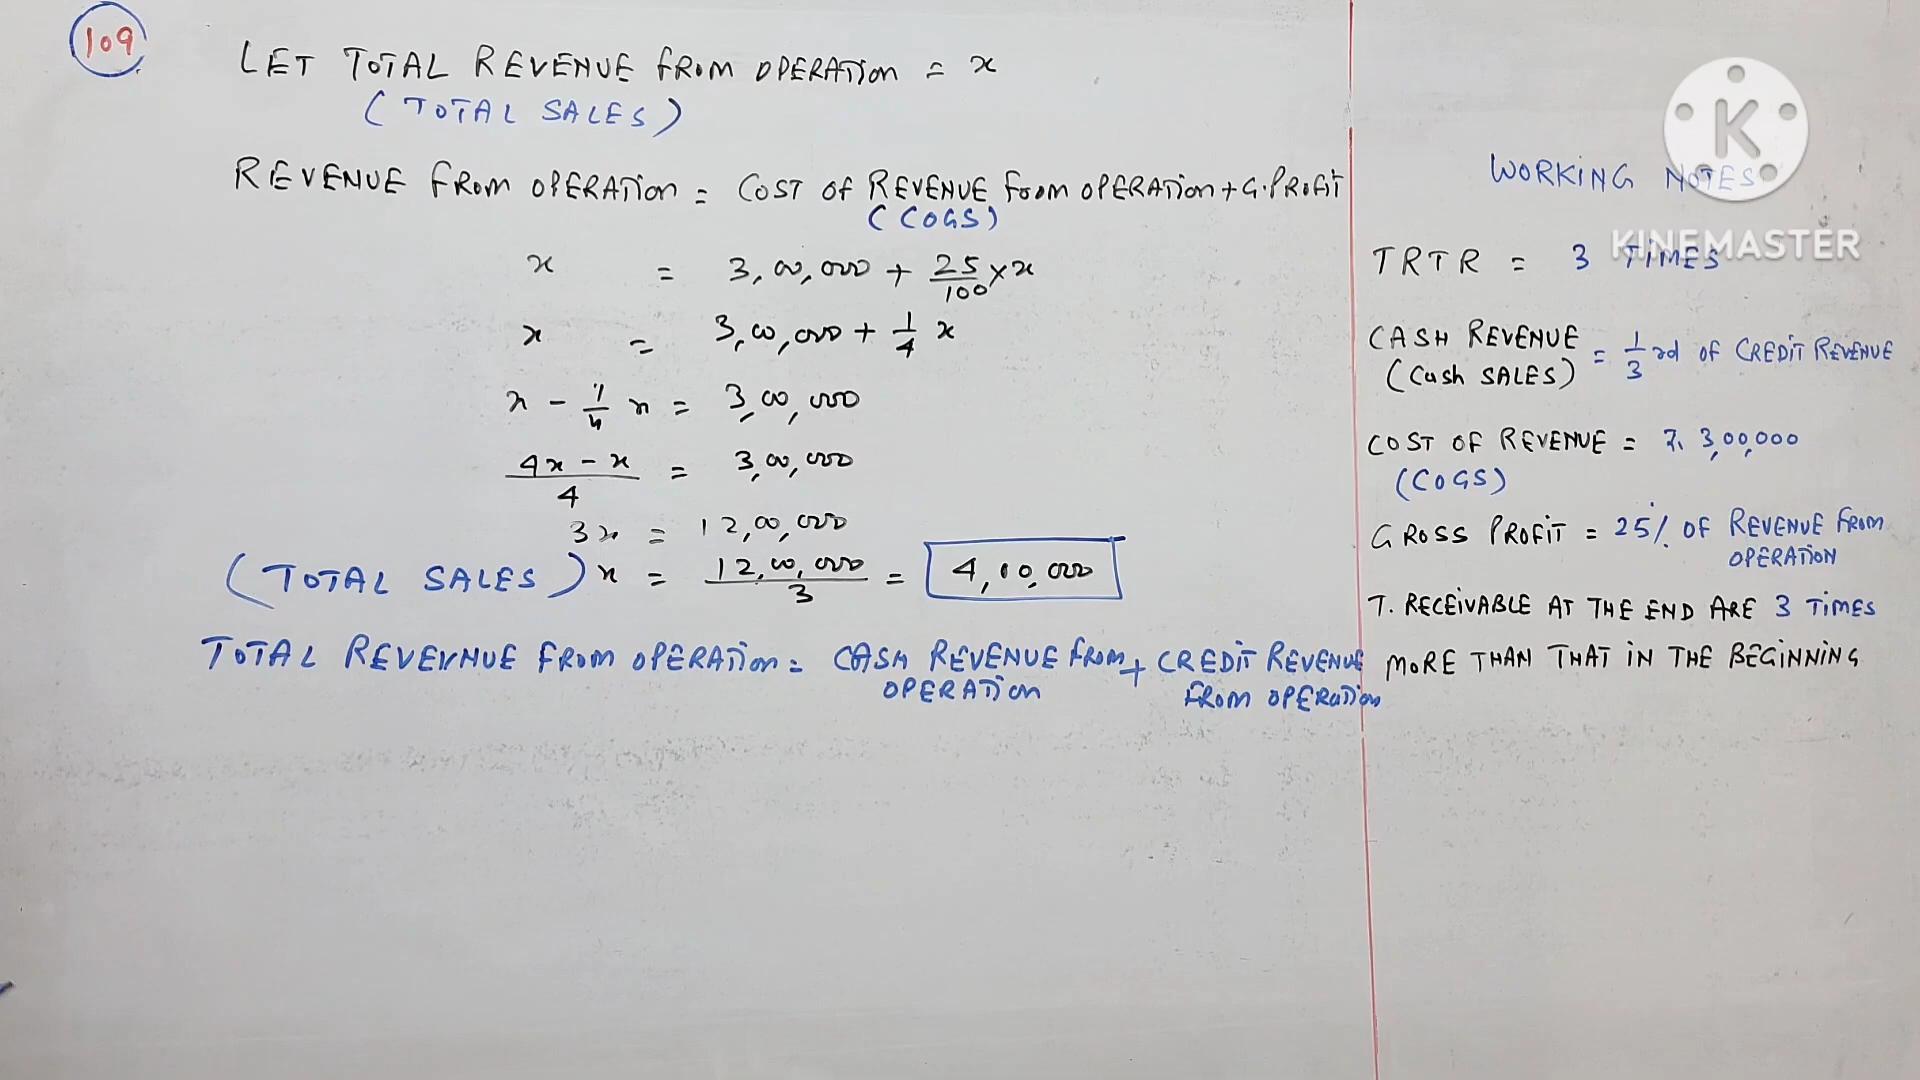 109
LET TOTAL REVENUE FROM OPERATION = x
(TOTAL SALES)
REVENUE FROM OPERATION = COST OF REVENUE FROM OPERATION + G.PROFIT
(COGS)
x = 3,00,000 + 25/100 × x
x = 3,00,000 + 1/4 x
x - 1/4 x = 3,00,000
4x - x / 4 = 3,00,000
3x = 12,00,000
(TOTAL SALES) x = 12,00,000 / 3 = 4,00,000
TOTAL REVEVNUE FROM OPERATION = CASH REVENUE FROM OPERATION + CREDIT REVENUE FROM OPERATION
WORKING NOTES
K
KINEMASTER
TRTR = 3 TIMES
CASH REVENUE = 1/3 rd OF CREDIT REVENUE
(Cash SALES)
COST OF REVENUE = ₹. 3,00,000
(COGS)
GROSS PROFIT = 25% OF REVENUE FROM
OPERATION
T. RECEIVABLE AT THE END ARE 3 TIMES
MORE THAN THAT IN THE BEGINNING